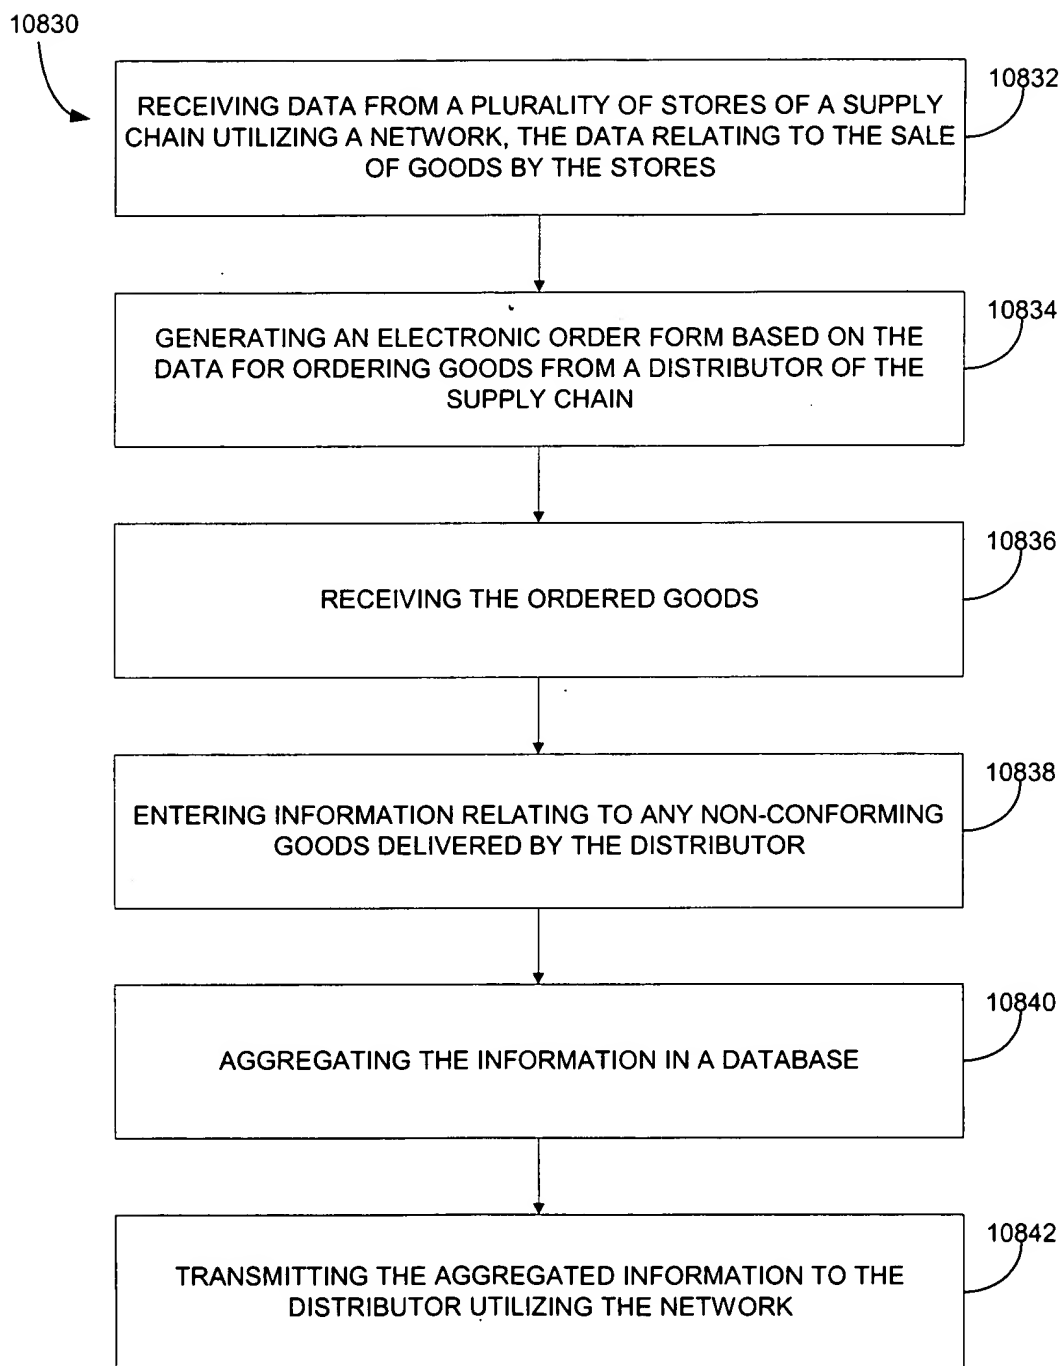 10830
10832
RECEIVING DATA FROM A PLURALITY OF STORES OF A SUPPLY
CHAIN UTILIZING A NETWORK, THE DATA RELATING TO THE SALE
OF GOODS BY THE STORES
10834
GENERATING AN ELECTRONIC ORDER FORM BASED ON THE
DATA FOR ORDERING GOODS FROM A DISTRIBUTOR OF THE
SUPPLY CHAIN
10836
RECEIVING THE ORDERED GOODS
10838
ENTERING INFORMATION RELATING TO ANY NON-CONFORMING
GOODS DELIVERED BY THE DISTRIBUTOR
10840
AGGREGATING THE INFORMATION IN A DATABASE
10842
TRANSMITTING THE AGGREGATED INFORMATION TO THE
DISTRIBUTOR UTILIZING THE NETWORK